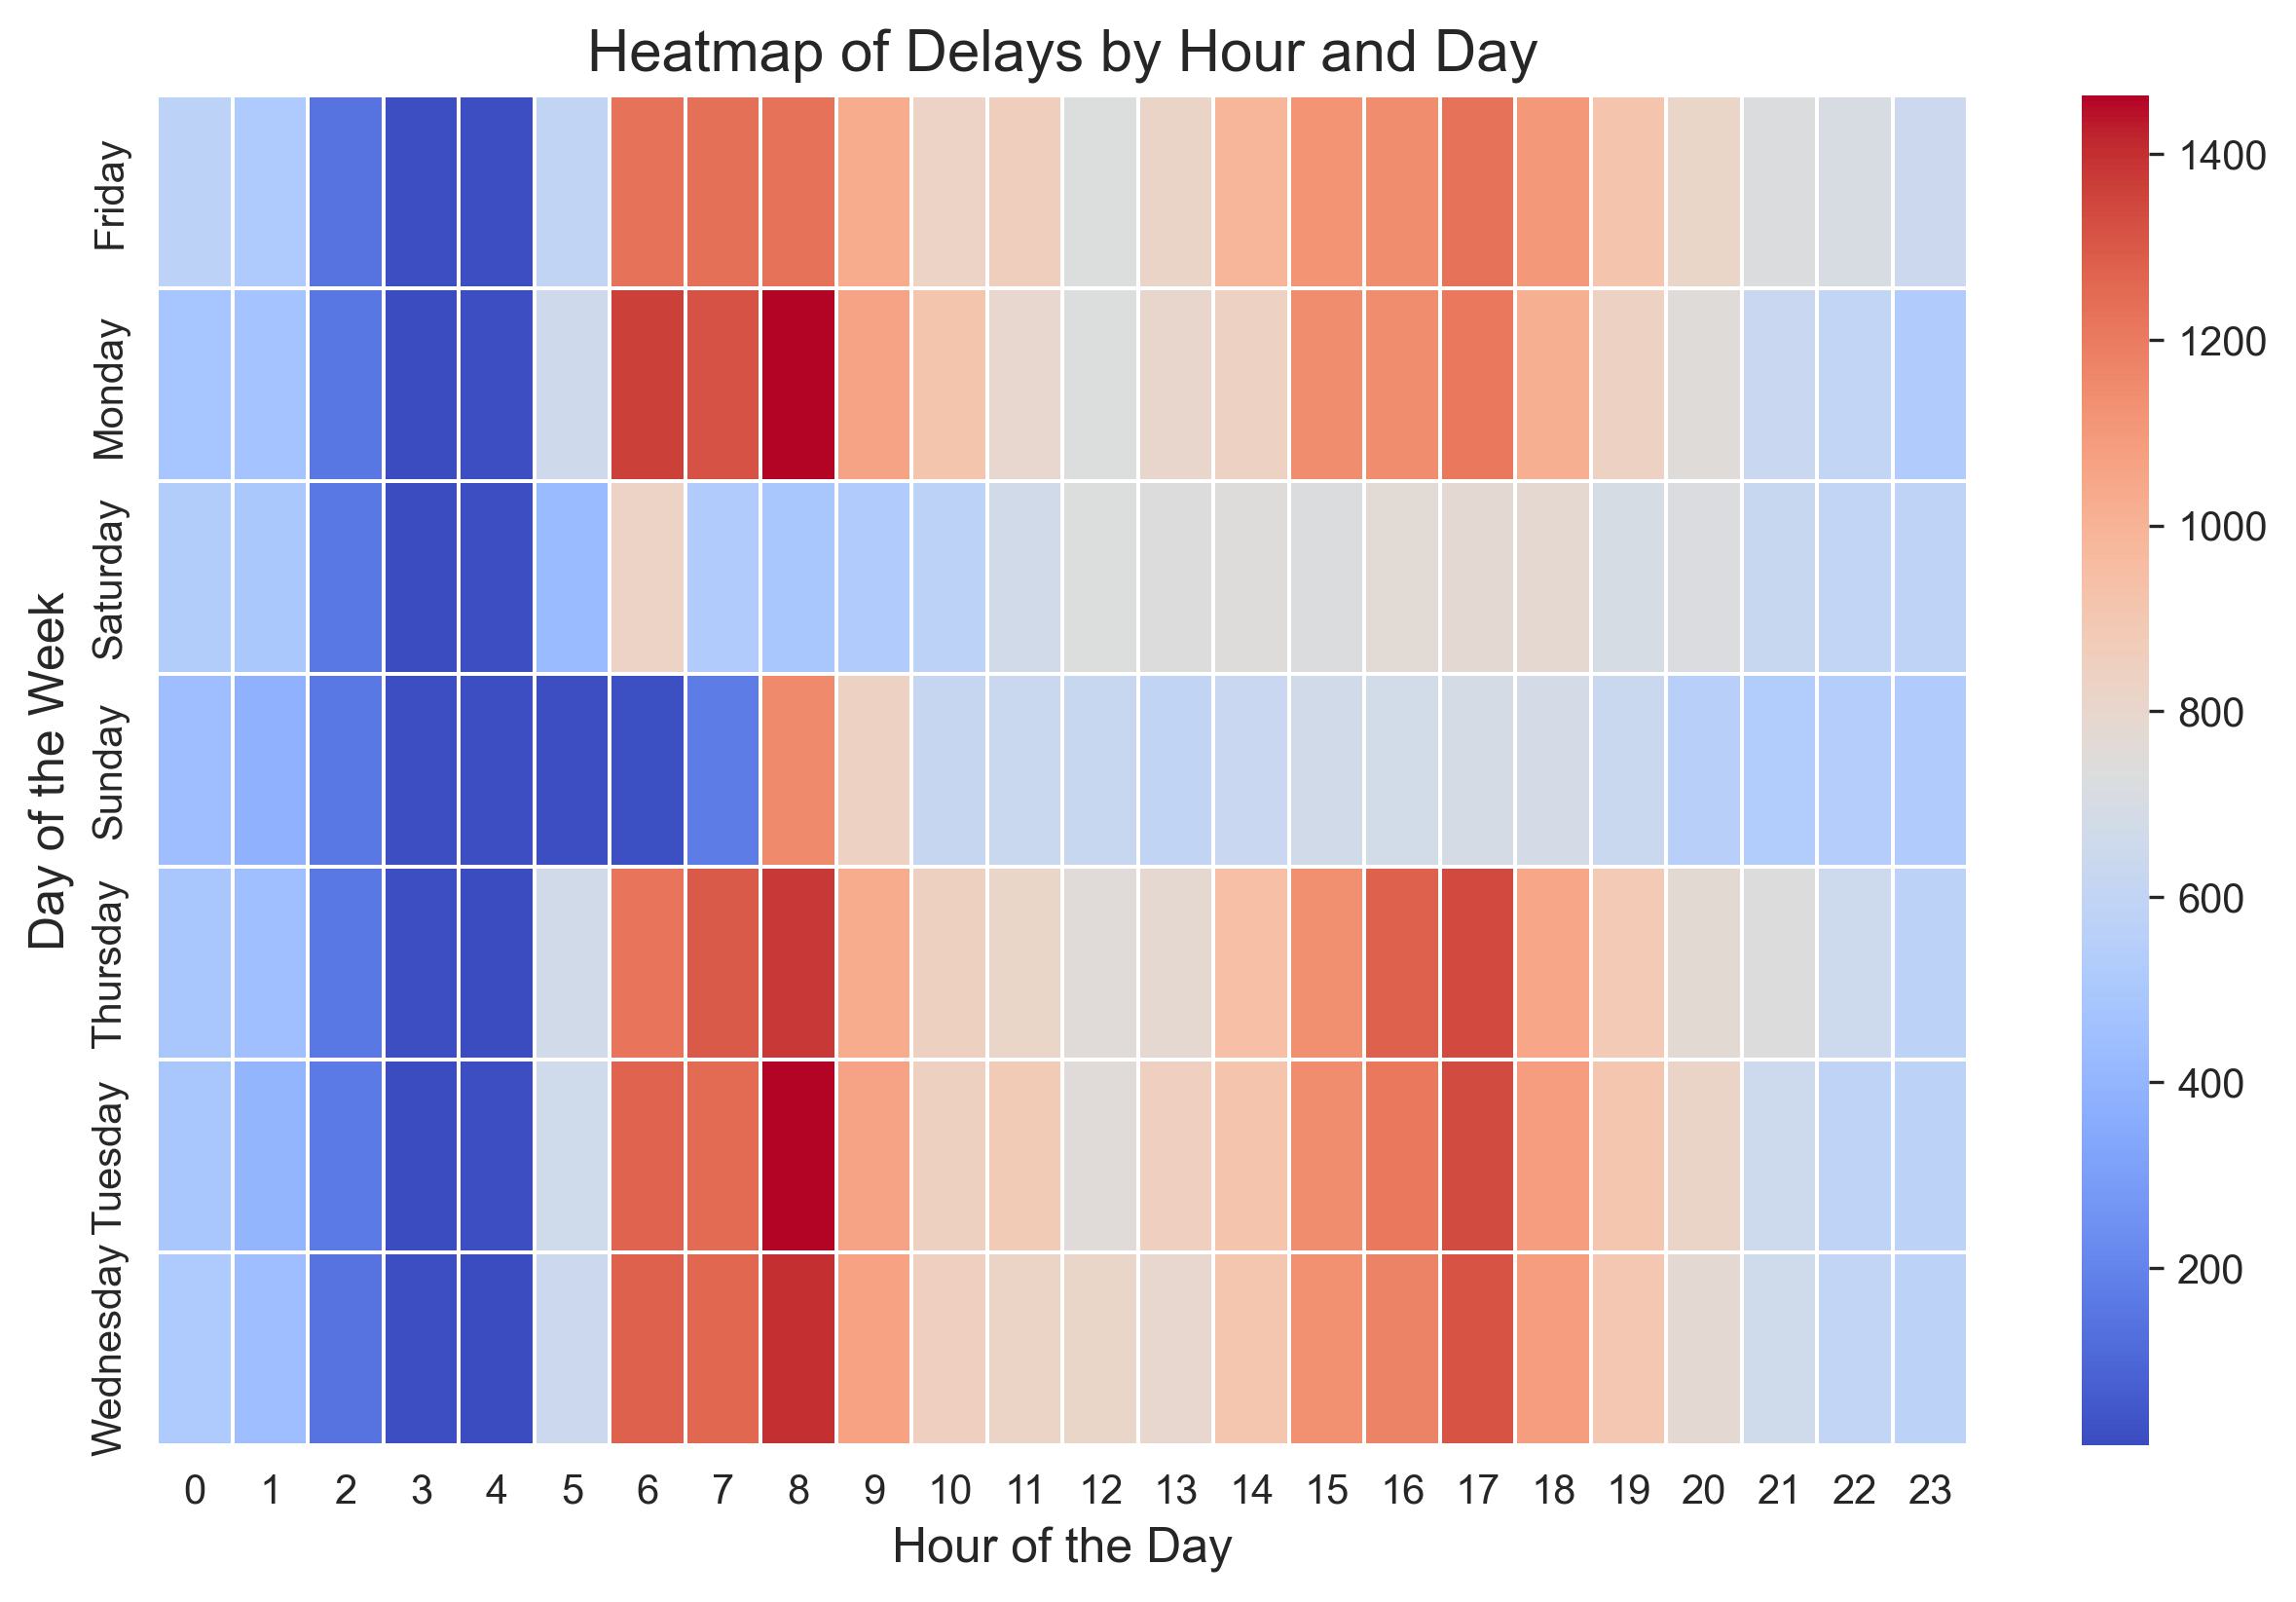 Heatmap of Delays by Hour and Day
Day of the Week
Friday
Monday
Saturday
Sunday
Thursday
Tuesday
Wednesday
0 1 2 3 4 5 6 7 8 9 10 11 12 13 14 15 16 17 18 19 20 21 22 23
Hour of the Day
1400
1200
1000
800
600
400
200